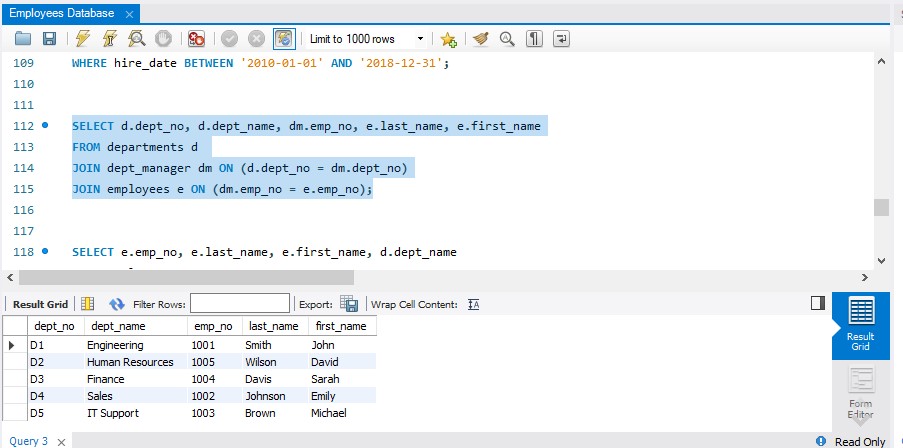 Employees Database ×
Limit to 1000 rows
109 WHERE hire_date BETWEEN '2010-01-01' AND '2018-12-31';
110
111
112 SELECT d.dept_no, d.dept_name, dm.emp_no, e.last_name, e.first_name
113 FROM departments d
114 JOIN dept_manager dm ON (d.dept_no = dm.dept_no)
115 JOIN employees e ON (dm.emp_no = e.emp_no);
116
117
118 SELECT e.emp_no, e.last_name, e.first_name, d.dept_name
Result Grid Filter Rows: Export: Wrap Cell Content: IA
dept_no dept_name emp_no last_name first_name
D1 Engineering 1001 Smith John
D2 Human Resources 1005 Wilson David
D3 Finance 1004 Davis Sarah
D4 Sales 1002 Johnson Emily
D5 IT Support 1003 Brown Michael
Result
Grid
Form
Editor
Query 3 × Read Only